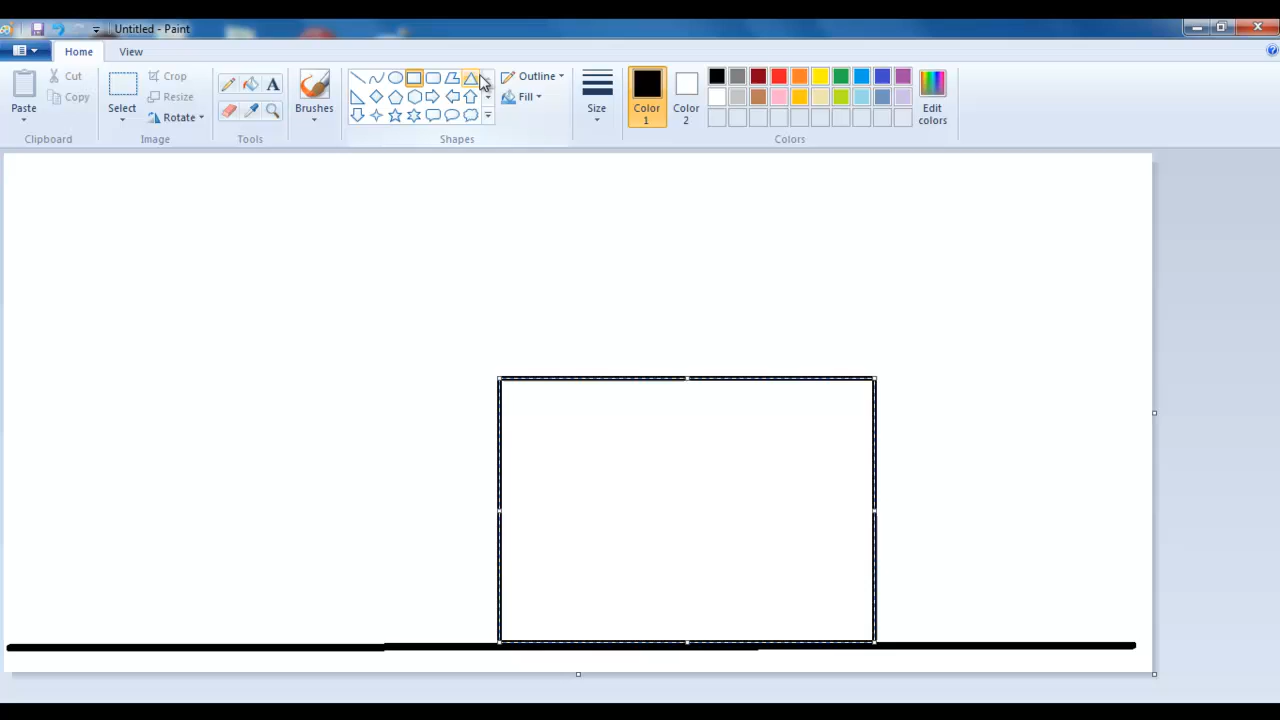 Untitled - Paint
Home View
Paste Cut Copy
Select Crop Resize Rotate
A
Brushes
Outline
Fill
Size
Color 1
Color 2
Edit colors
Clipboard Image Tools Shapes Colors